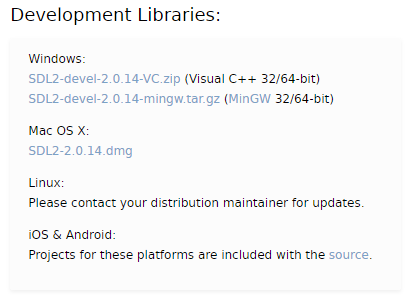 Development Libraries:
Windows:
SDL2-devel-2.0.14-VC.zip (Visual C++ 32/64-bit)
SDL2-devel-2.0.14-mingw.tar.gz (MinGW 32/64-bit)
Mac OS X:
SDL2-2.0.14.dmg
Linux:
Please contact your distribution maintainer for updates.
iOS & Android:
Projects for these platforms are included with the source.